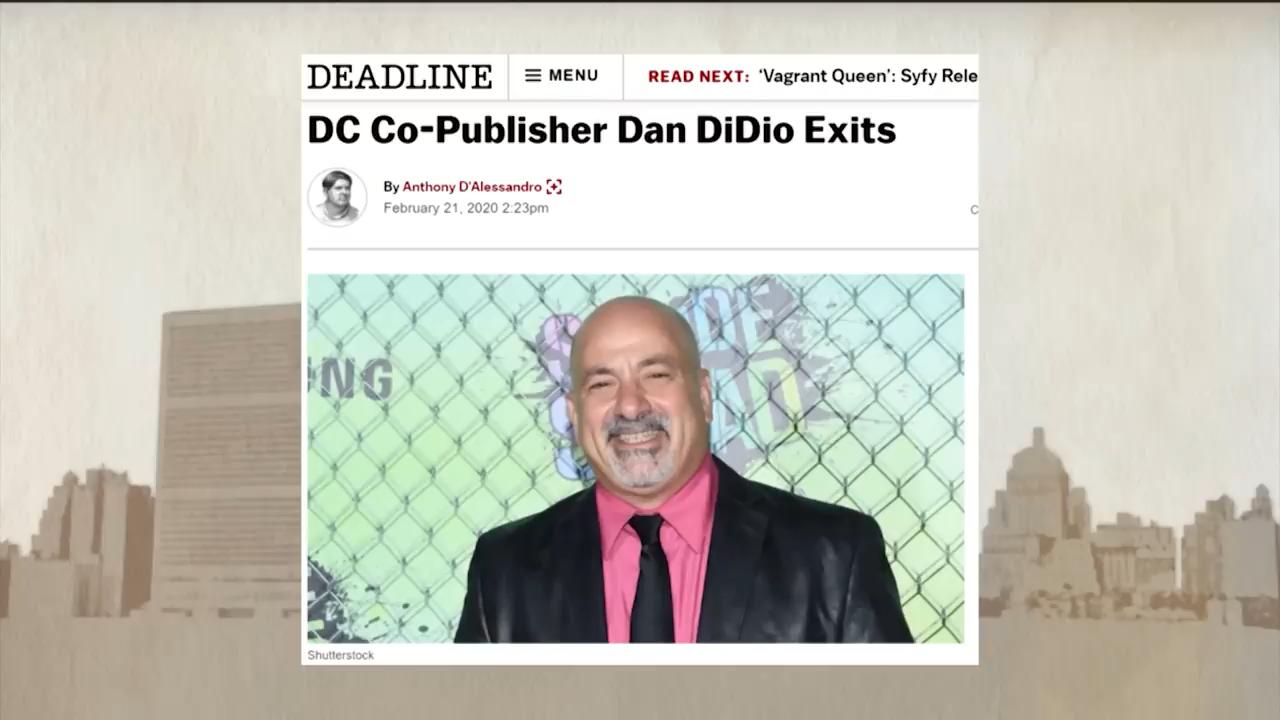 DEADLINE
MENU
READ NEXT: ‘Vagrant Queen’: Syfy Rele
DC Co-Publisher Dan DiDio Exits
By Anthony D'Alessandro
February 21, 2020 2:23pm
C
NG
Shutterstock